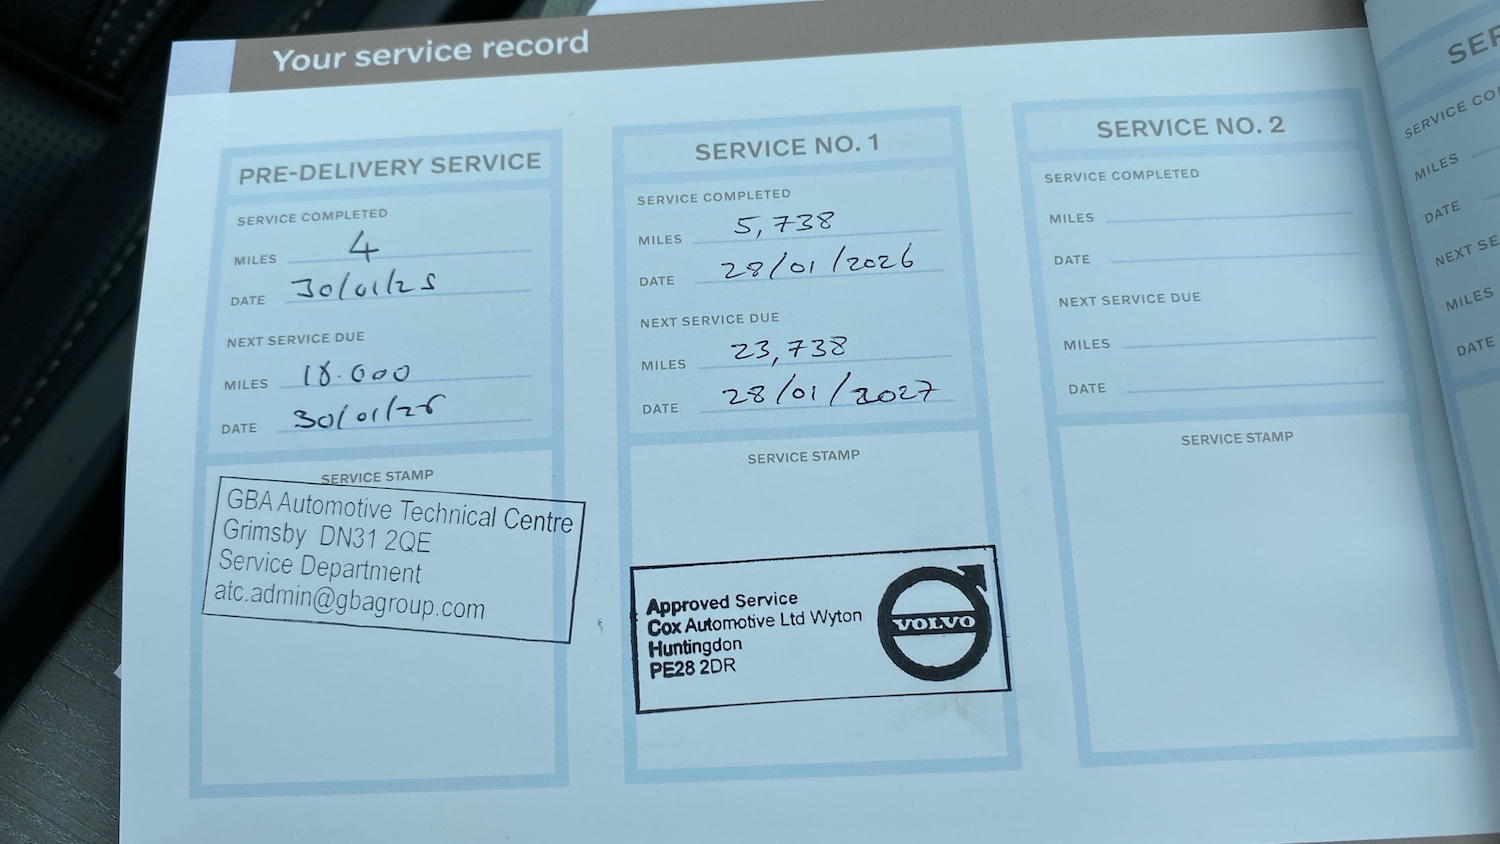 Your service record
PRE-DELIVERY SERVICE
SERVICE COMPLETED
MILES 4
DATE 30/01/25
NEXT SERVICE DUE
MILES 18.000
DATE 30/01/26
SERVICE STAMP
GBA Automotive Technical Centre
Grimsby DN31 2QE
Service Department
atc.admin@gbagroup.com
SERVICE NO. 1
SERVICE COMPLETED
MILES 5,738
DATE 28/01/2026
NEXT SERVICE DUE
MILES 23,738
DATE 28/01/2027
SERVICE STAMP
Approved Service
Cox Automotive Ltd Wyton
Huntingdon
PE28 2DR
VOLVO
SERVICE NO. 2
SERVICE COMPLETED
MILES
DATE
NEXT SERVICE DUE
MILES
DATE
SERVICE STAMP
SERVICE
MILES
DATE
NEXT
MILES
DATE